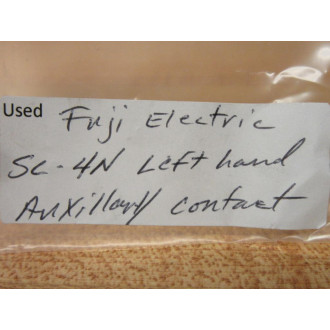 Used Fuji Electric
SC-4N Left hand
Auxillary contact